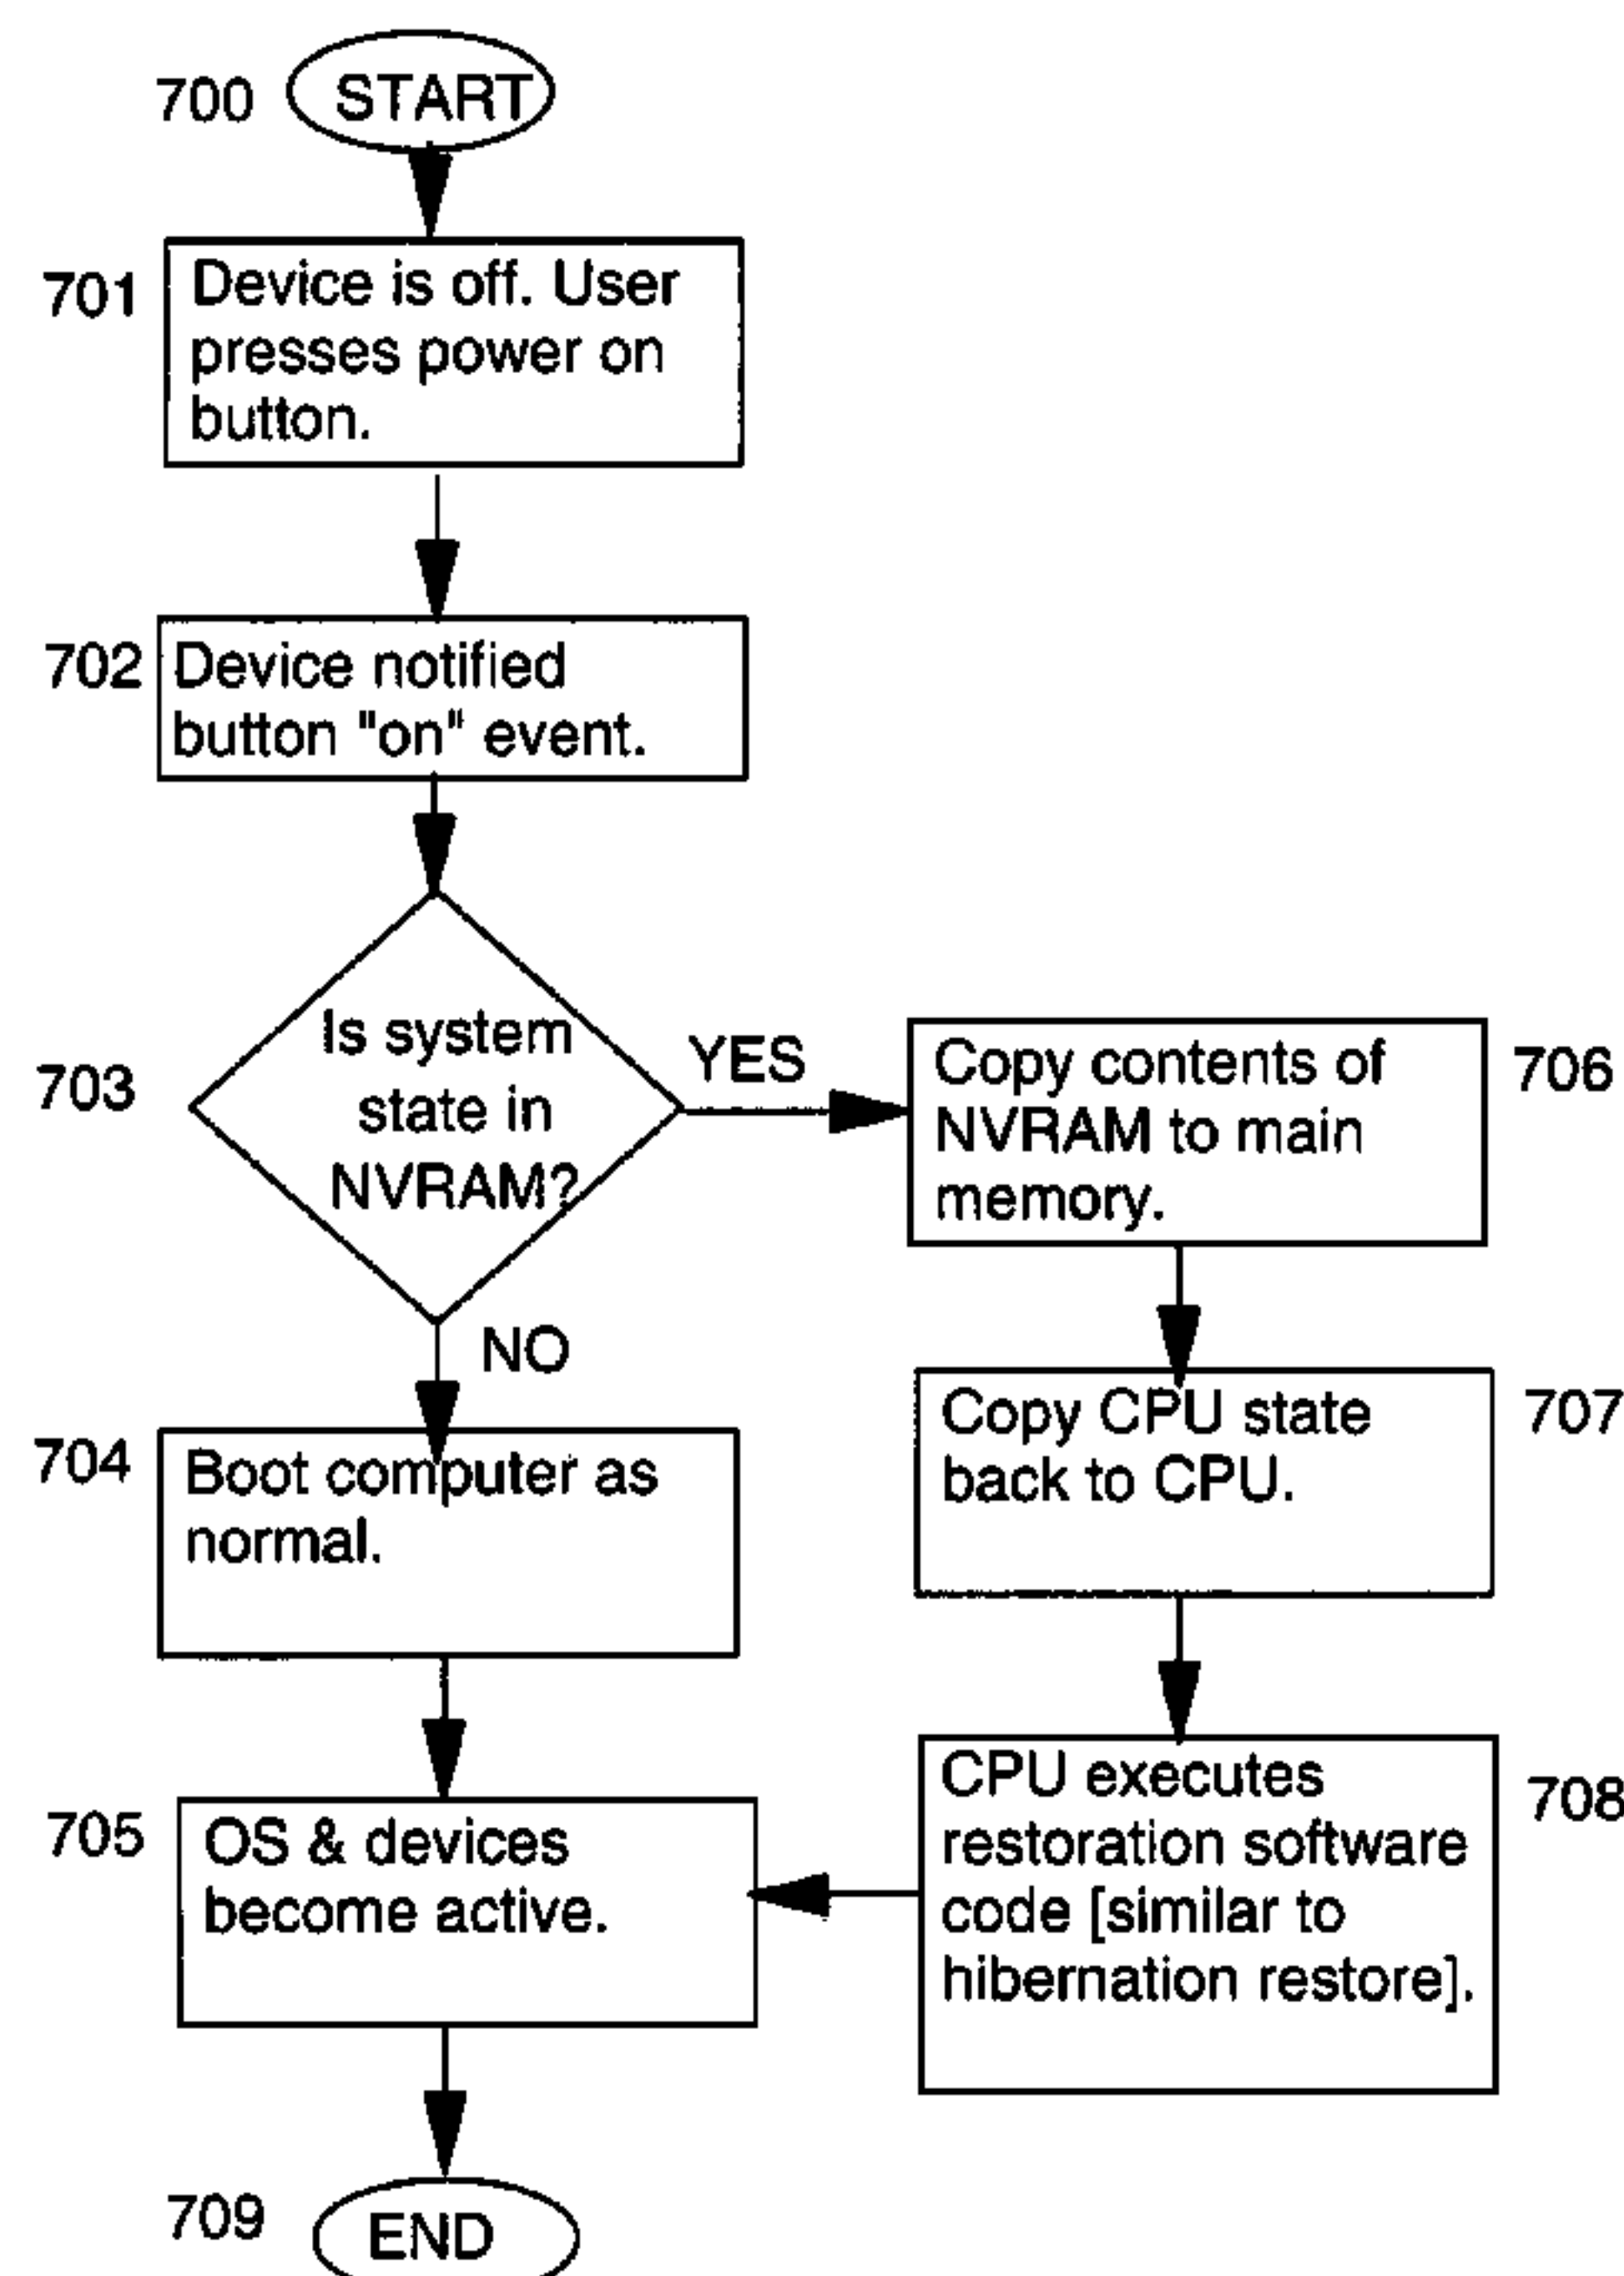 700 START
701
Device is off. User
presses power on
button.
702
Device notified
button "on" event.
703
Is system
state in
NVRAM?
YES
NO
706
Copy contents of
NVRAM to main
memory.
707
Copy CPU state
back to CPU.
704
Boot computer as
normal.
708
CPU executes
restoration software
code [similar to
hibernation restore].
705
OS & devices
become active.
709 END